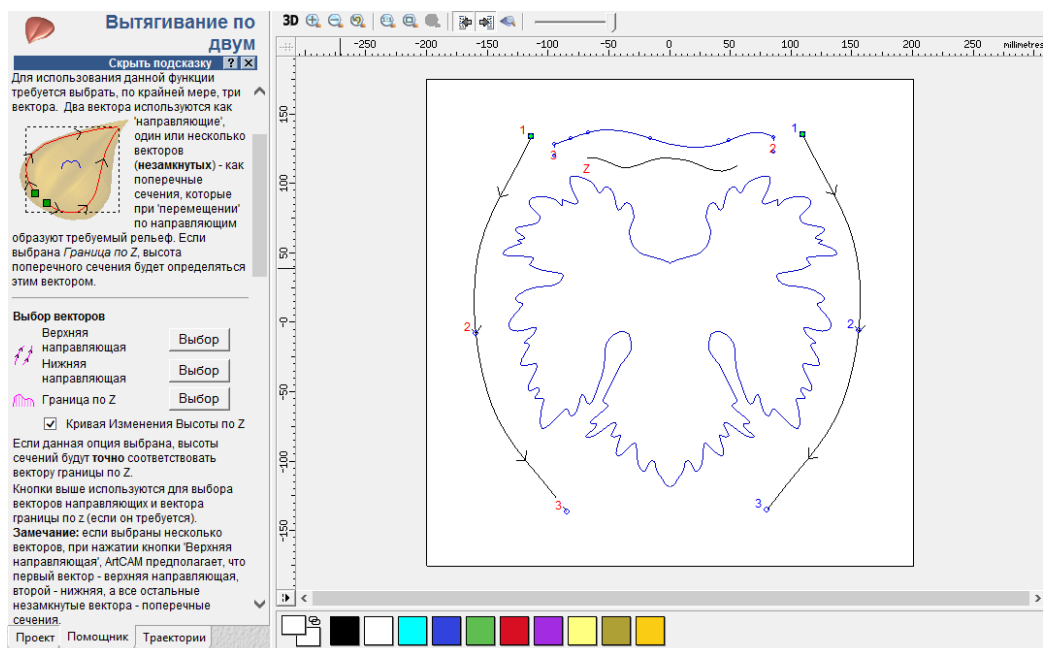 Вытягивание по
двум
Скрыть подсказку ? X
Для использования данной функции
требуется выбрать, по крайней мере, три
вектора. Два вектора используются как
'направляющие',
один или несколько
векторов
(незамкнутых) - как
поперечные
сечения, которые
при 'перемещении'
по направляющим
образуют требуемый рельеф. Если
выбрана Граница по Z, высота
поперечного сечения будет определяться
этим вектором.
Выбор векторов
Верхняя
направляющая
Выбор
Нижняя
направляющая
Выбор
Граница по Z
Выбор
Кривая Изменения Высоты по Z
Если данная опция выбрана, высоты
сечений будут точно соответствовать
вектору границы по Z.
Кнопки выше используются для выбора
векторов направляющих и вектора
границы по z (если он требуется).
Замечание: если выбраны несколько
векторов, при нажатии кнопки 'Верхняя
направляющая', ArtCAM предполагает, что
первый вектор - верхняя направляющая,
второй - нижняя, а все остальные
незамкнутые вектора - поперечные
сечения.
Проект Помощник Траектории
3D
-250 -200 -150 -100 -50 0 50 100 150 200 250 millimetres
150
100
50
-0
-50
-100
-150
1
3
2
1
Z
2
2
3
3